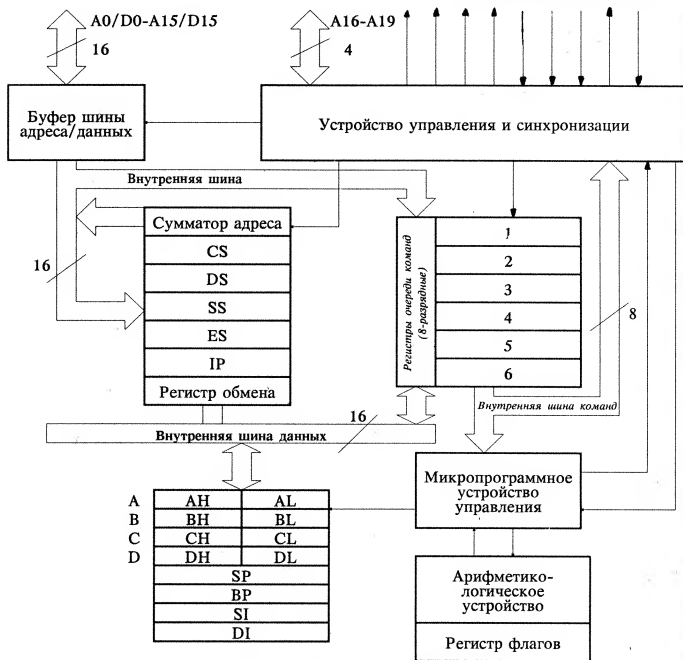 A0/D0-A15/D15
16
A16-A19
4
Буфер шины
адреса/данных
Устройство управления и синхронизации
Внутренняя шина
16
Сумматор адреса
CS
DS
SS
ES
IP
Регистр обмена
Регистры очереди команд
(8-разрядные)
1
2
3
4
5
6
8
Внутренняя шина команд
16
Внутренняя шина данных
A AH AL
B BH BL
C CH CL
D DH DL
SP
BP
SI
DI
Микропрограммное
устройство
управления
Арифметико-
логическое
устройство
Регистр флагов